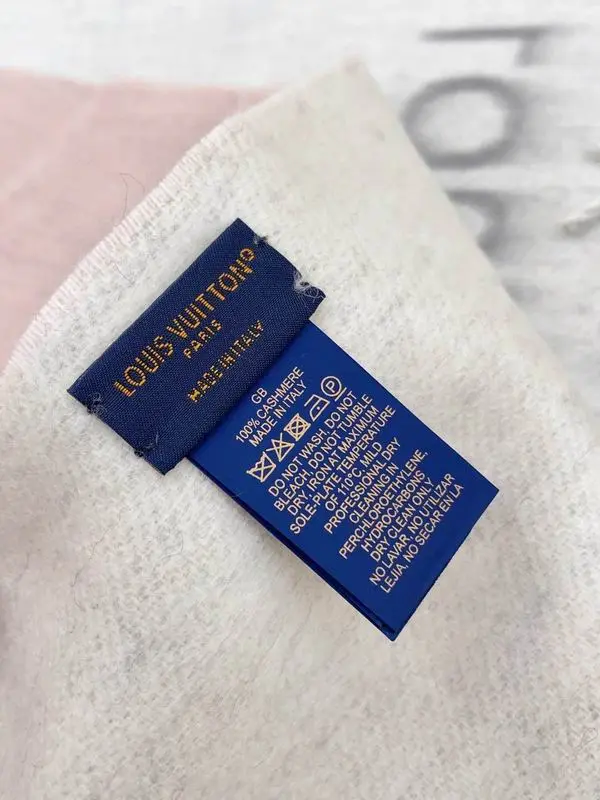 LOUIS VUITTON®
PARIS
MADE IN ITALY
GB
100% CASHMERE
MADE IN ITALY
DO NOT WASH, DO NOT
BLEACH, DO NOT TUMBLE
DRY, IRON AT MAXIMUM
SOLE-PLATE TEMPERATURE
OF 110°C, MILD
PROFESSIONAL DRY
CLEANING IN
PERCHLOROETHYLENE,
HYDROCARBONS,
DRY CLEAN ONLY
NO LAVAR, NO UTILIZAR
LEJIA, NO SECAR EN LA